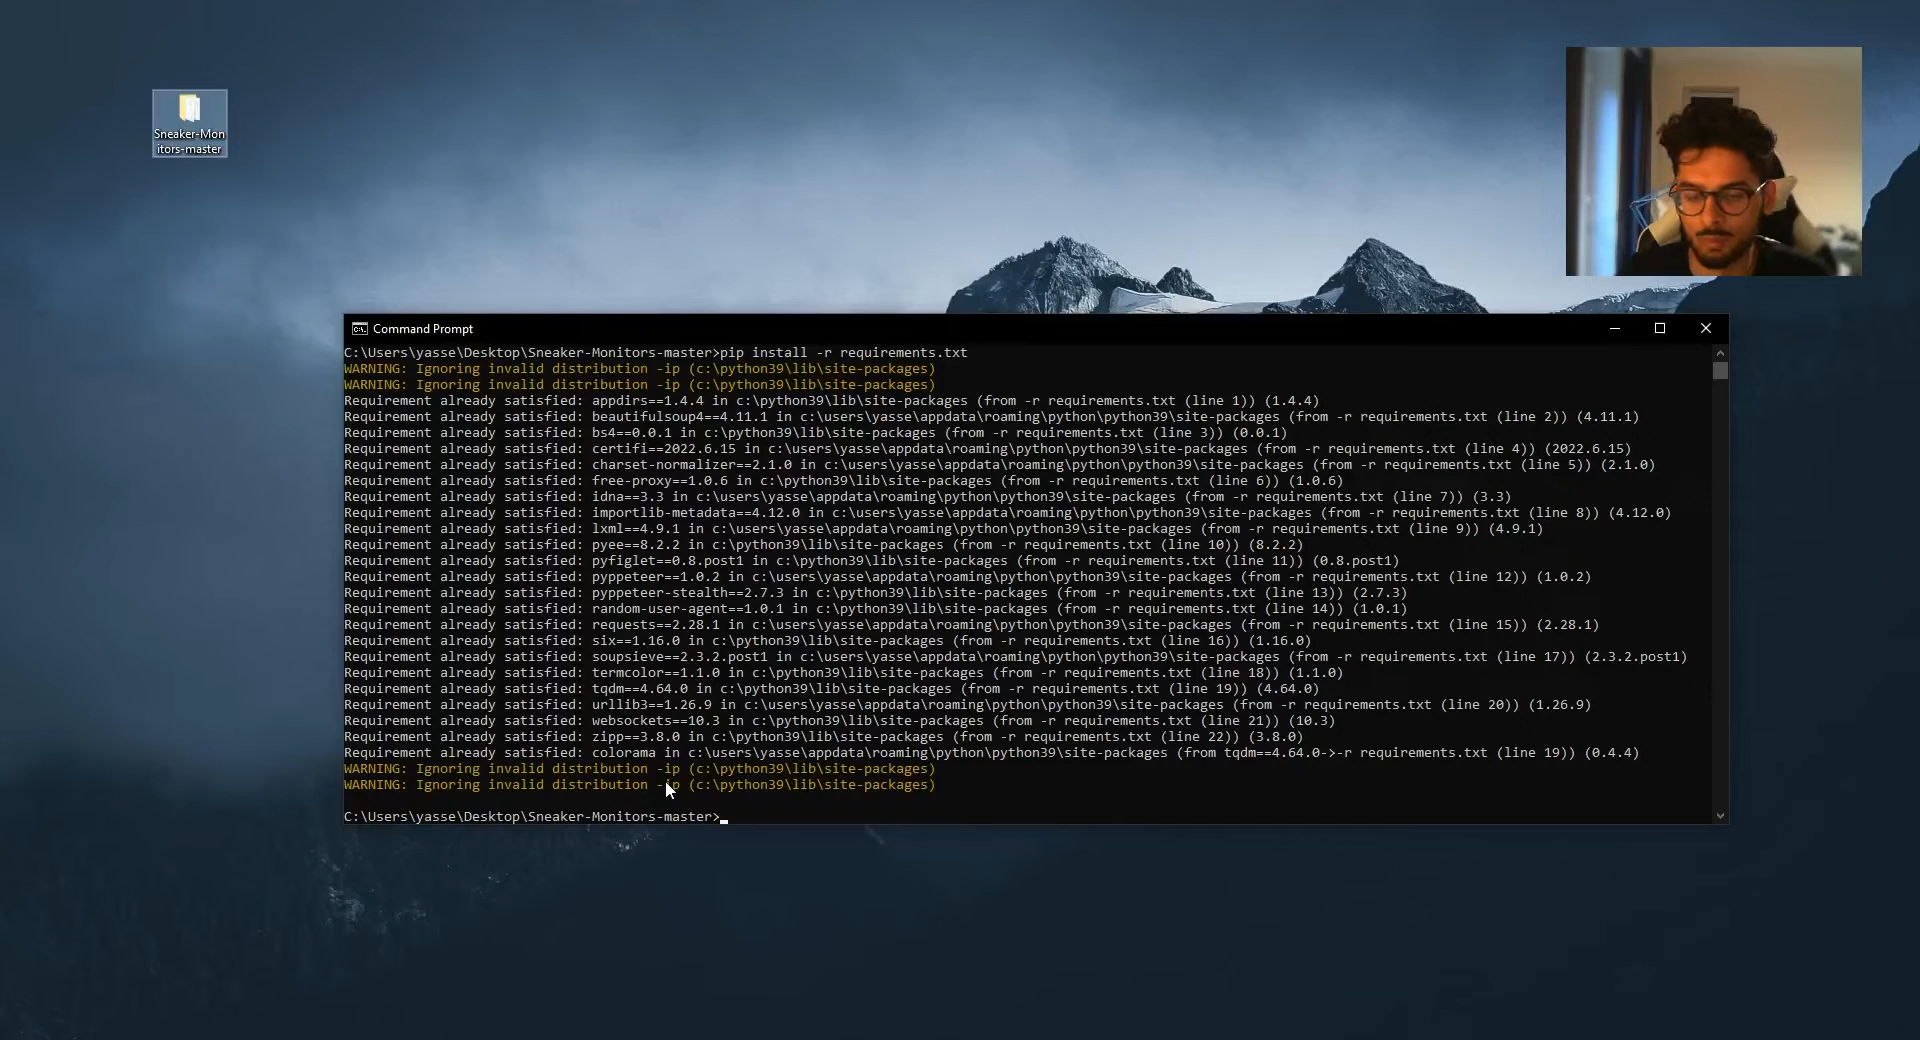 Sneaker-Mon
itors-master
Command Prompt
C:\Users\yasse\Desktop\Sneaker-Monitors-master>pip install -r requirements.txt
WARNING: Ignoring invalid distribution -ip (c:\python39\lib\site-packages)
WARNING: Ignoring invalid distribution -ip (c:\python39\lib\site-packages)
Requirement already satisfied: appdirs==1.4.4 in c:\python39\lib\site-packages (from -r requirements.txt (line 1)) (1.4.4)
Requirement already satisfied: beautifulsoup4==4.11.1 in c:\users\yasse\appdata\roaming\python\python39\site-packages (from -r requirements.txt (line 2)) (4.11.1)
Requirement already satisfied: bs4==0.0.1 in c:\python39\lib\site-packages (from -r requirements.txt (line 3)) (0.0.1)
Requirement already satisfied: certifi==2022.6.15 in c:\users\yasse\appdata\roaming\python\python39\site-packages (from -r requirements.txt (line 4)) (2022.6.15)
Requirement already satisfied: charset-normalizer==2.1.0 in c:\users\yasse\appdata\roaming\python\python39\site-packages (from -r requirements.txt (line 5)) (2.1.0)
Requirement already satisfied: free-proxy==1.0.6 in c:\python39\lib\site-packages (from -r requirements.txt (line 6)) (1.0.6)
Requirement already satisfied: idna==3.3 in c:\users\yasse\appdata\roaming\python\python39\site-packages (from -r requirements.txt (line 7)) (3.3)
Requirement already satisfied: importlib-metadata==4.12.0 in c:\users\yasse\appdata\roaming\python\python39\site-packages (from -r requirements.txt (line 8)) (4.12.0)
Requirement already satisfied: lxml==4.9.1 in c:\users\yasse\appdata\roaming\python\python39\site-packages (from -r requirements.txt (line 9)) (4.9.1)
Requirement already satisfied: pyee==8.2.2 in c:\python39\lib\site-packages (from -r requirements.txt (line 10)) (8.2.2)
Requirement already satisfied: pyfiglet==0.8.post1 in c:\python39\lib\site-packages (from -r requirements.txt (line 11)) (0.8.post1)
Requirement already satisfied: pyppeteer==1.0.2 in c:\users\yasse\appdata\roaming\python\python39\site-packages (from -r requirements.txt (line 12)) (1.0.2)
Requirement already satisfied: pyppeteer-stealth==2.7.3 in c:\python39\lib\site-packages (from -r requirements.txt (line 13)) (2.7.3)
Requirement already satisfied: random-user-agent==1.0.1 in c:\python39\lib\site-packages (from -r requirements.txt (line 14)) (1.0.1)
Requirement already satisfied: requests==2.28.1 in c:\users\yasse\appdata\roaming\python\python39\site-packages (from -r requirements.txt (line 15)) (2.28.1)
Requirement already satisfied: six==1.16.0 in c:\python39\lib\site-packages (from -r requirements.txt (line 16)) (1.16.0)
Requirement already satisfied: soupsieve==2.3.2.post1 in c:\users\yasse\appdata\roaming\python\python39\site-packages (from -r requirements.txt (line 17)) (2.3.2.post1)
Requirement already satisfied: termcolor==1.1.0 in c:\python39\lib\site-packages (from -r requirements.txt (line 18)) (1.1.0)
Requirement already satisfied: tqdm==4.64.0 in c:\python39\lib\site-packages (from -r requirements.txt (line 19)) (4.64.0)
Requirement already satisfied: urllib3==1.26.9 in c:\users\yasse\appdata\roaming\python\python39\site-packages (from -r requirements.txt (line 20)) (1.26.9)
Requirement already satisfied: websockets==10.3 in c:\python39\lib\site-packages (from -r requirements.txt (line 21)) (10.3)
Requirement already satisfied: zipp==3.8.0 in c:\python39\lib\site-packages (from -r requirements.txt (line 22)) (3.8.0)
Requirement already satisfied: colorama in c:\users\yasse\appdata\roaming\python\python39\site-packages (from tqdm==4.64.0->-r requirements.txt (line 19)) (0.4.4)
WARNING: Ignoring invalid distribution -ip (c:\python39\lib\site-packages)
WARNING: Ignoring invalid distribution -ip (c:\python39\lib\site-packages)
C:\Users\yasse\Desktop\Sneaker-Monitors-master>